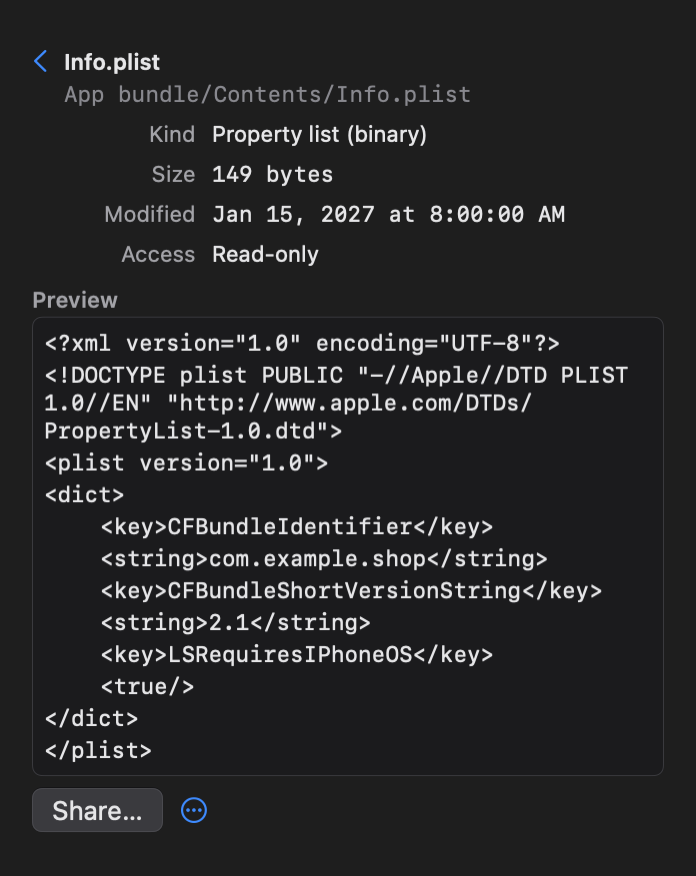 Info.plist
App bundle/Contents/Info.plist
Kind Property list (binary)
Size 149 bytes
Modified Jan 15, 2027 at 8:00:00 AM
Access Read-only
Preview
<?xml version="1.0" encoding="UTF-8"?>
<!DOCTYPE plist PUBLIC "-//Apple//DTD PLIST
1.0//EN" "http://www.apple.com/DTDs/
PropertyList-1.0.dtd">
<plist version="1.0">
<dict>
    <key>CFBundleIdentifier</key>
    <string>com.example.shop</string>
    <key>CFBundleShortVersionString</key>
    <string>2.1</string>
    <key>LSRequiresIPhoneOS</key>
    <true/>
</dict>
</plist>
Share...